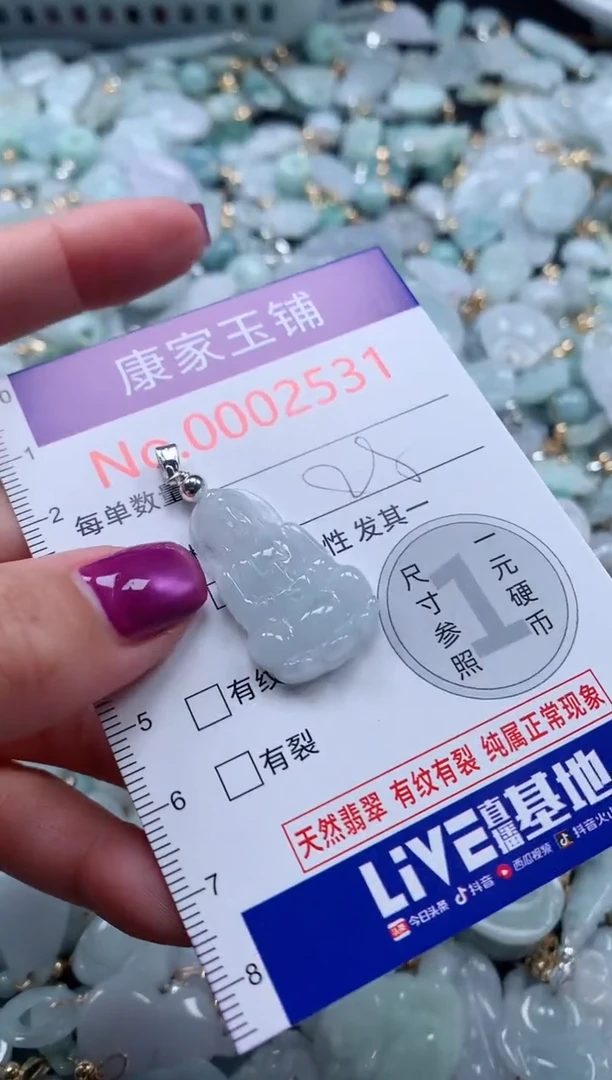 康家玉铺
No.0002531
每单数量
性 发其一
尺寸参照
1
一元硬币
有纹
有裂
天然翡翠 有纹有裂 纯属正常现象
LiVE直播基地
今日头条 抖音 西瓜视频 抖音火山
0
1
2
5
6
7
8